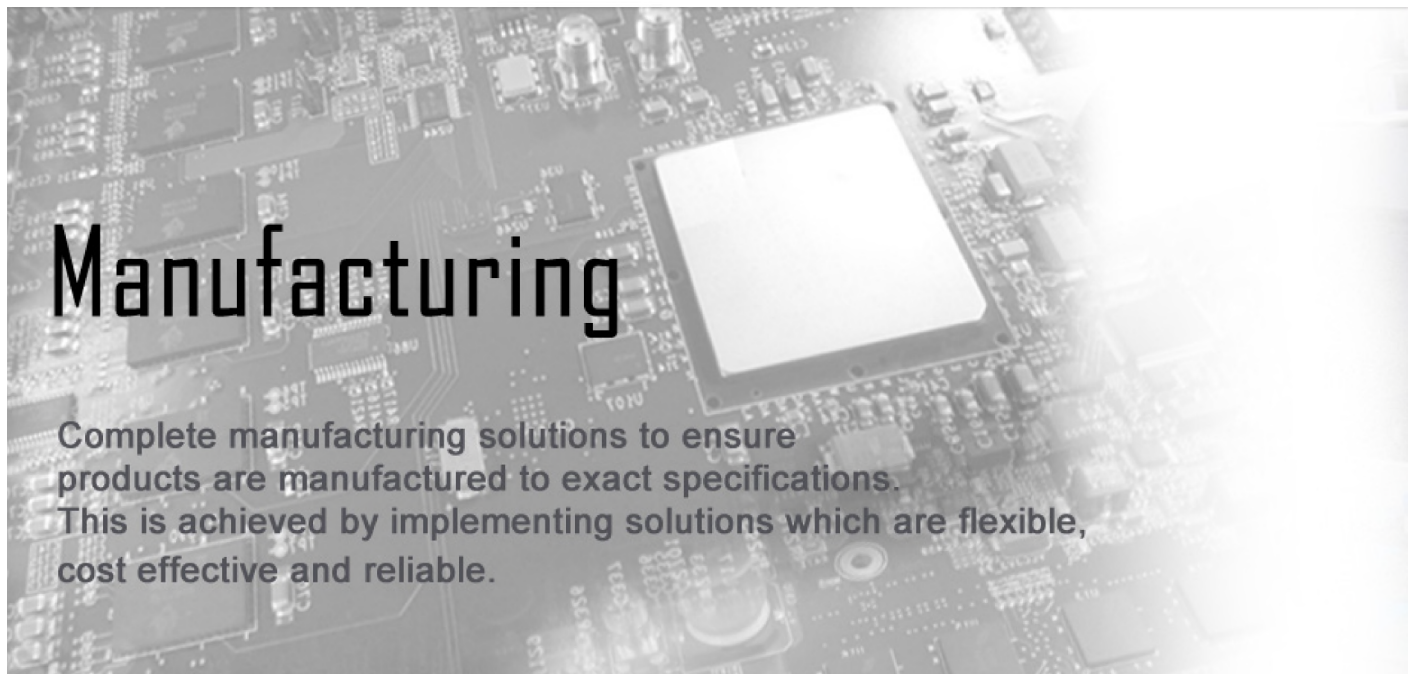 Manufacturing
Complete manufacturing solutions to ensure
products are manufactured to exact specifications.
This is achieved by implementing solutions which are flexible,
cost effective and reliable.